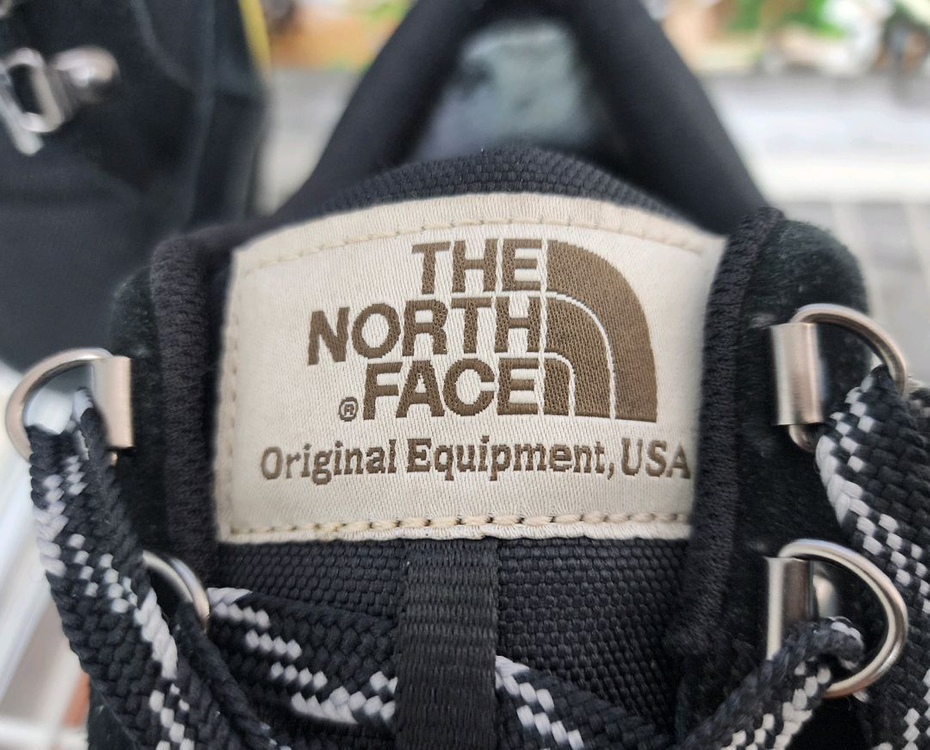 THE
NORTH
® FACE
Original Equipment, USA